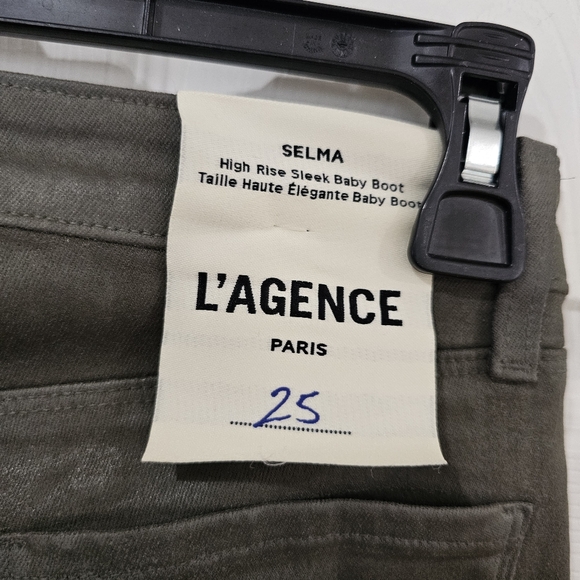 SELMA
High Rise Sleek Baby Boot
Taille Haute Élégante Baby Boot
L'AGENCE
PARIS
25